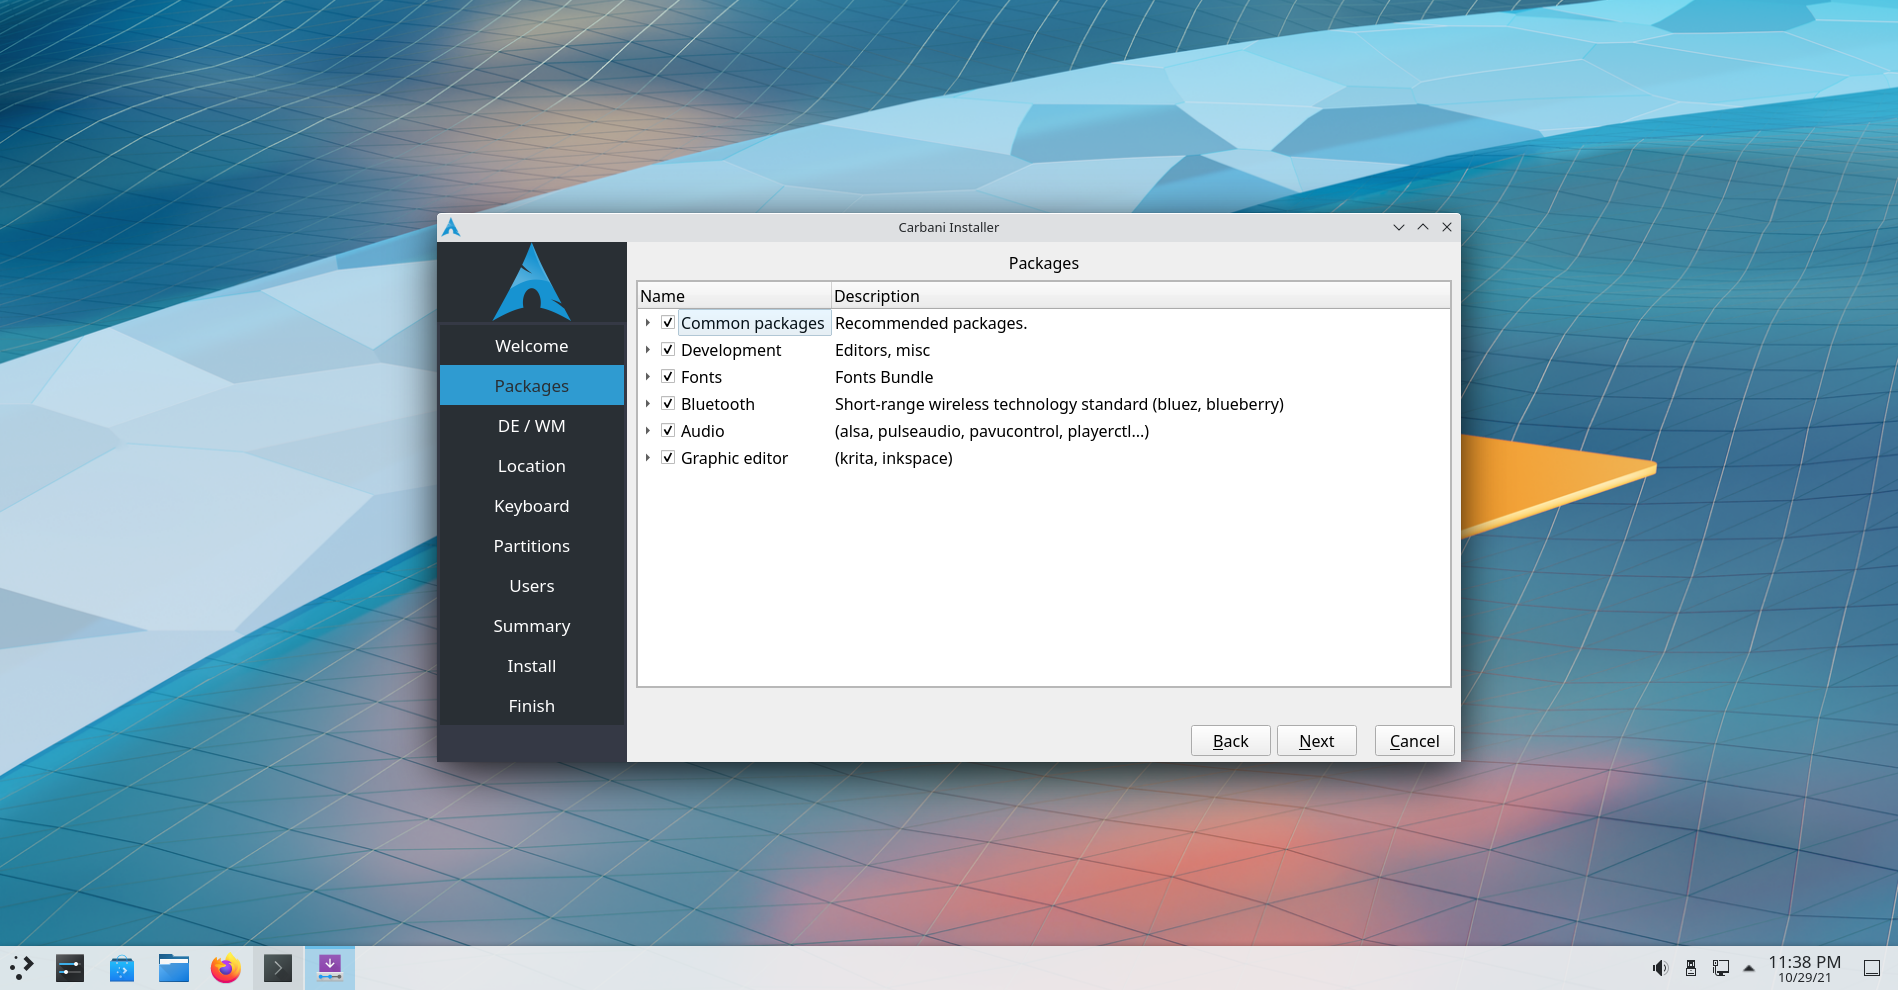 Carbani Installer
Welcome
Packages
DE / WM
Location
Keyboard
Partitions
Users
Summary
Install
Finish
Packages
Name Description
Common packages Recommended packages.
Development Editors, misc
Fonts Fonts Bundle
Bluetooth Short-range wireless technology standard (bluez, blueberry)
Audio (alsa, pulseaudio, pavucontrol, playerctl...)
Graphic editor (krita, inkspace)
Back Next Cancel
11:38 PM
10/29/21